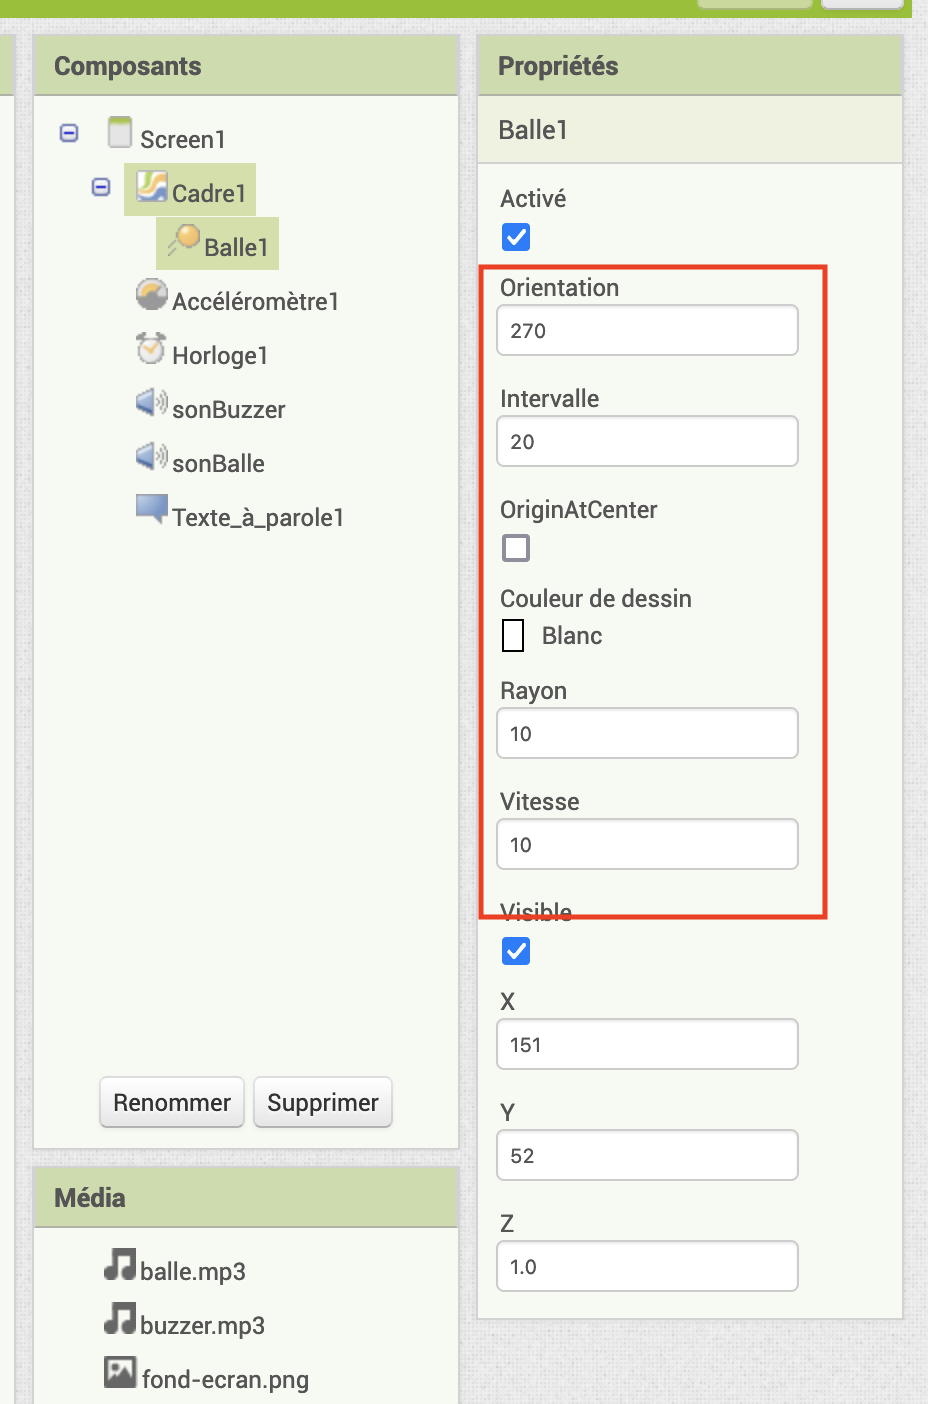 Composants
Screen1
Cadre1
Balle1
Accéléromètre1
Horloge1
sonBuzzer
sonBalle
Texte_à_parole1
Renommer Supprimer
Média
balle.mp3
buzzer.mp3
fond-ecran.png
Propriétés
Balle1
Activé
Orientation
270
Intervalle
20
OriginAtCenter
Couleur de dessin
Blanc
Rayon
10
Vitesse
10
Visible
X
151
Y
52
Z
1.0